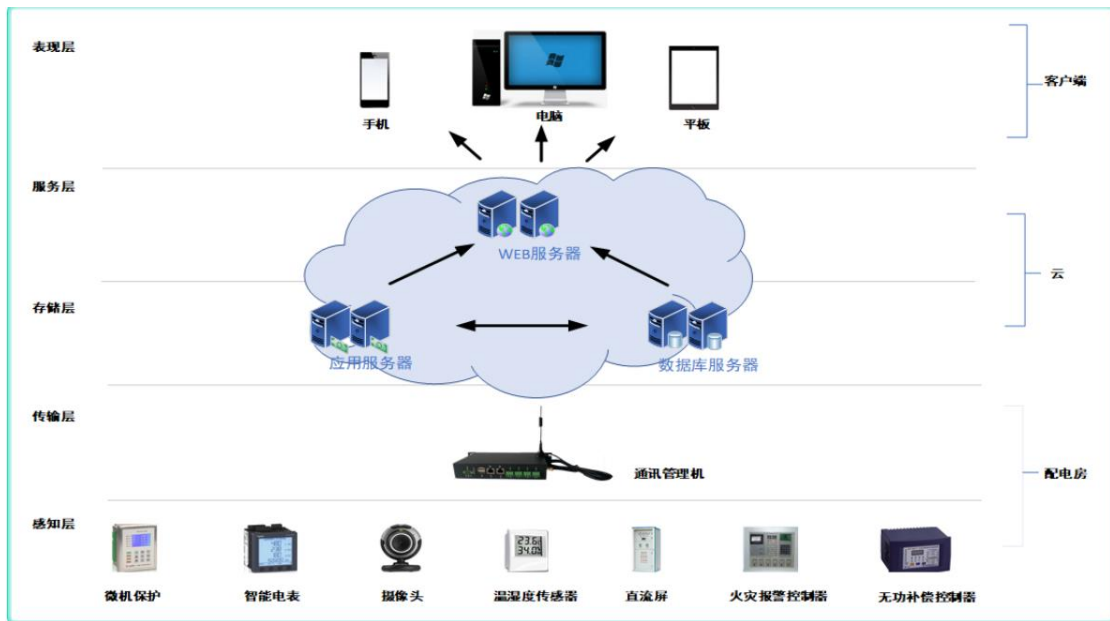 表现层
客户端
手机
电脑
平板
服务层
WEB服务器
云
存储层
应用服务器
数据库服务器
传输层
通讯管理机
配电房
感知层
23.6
34.0%
微机保护
智能电表
摄像头
温湿度传感器
直流屏
火灾报警控制器
无功补偿控制器